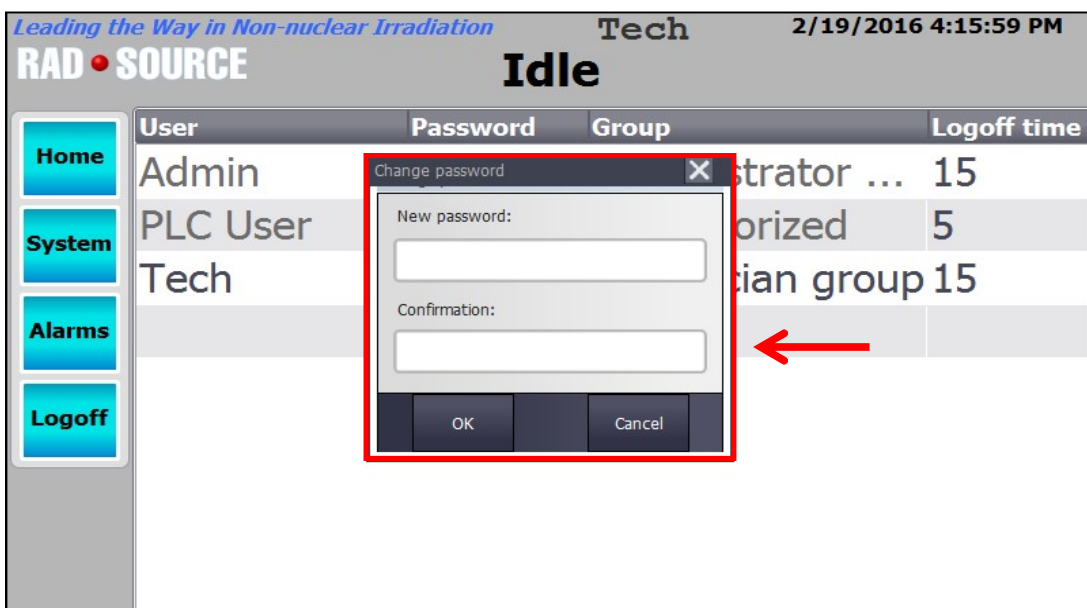 Leading the Way in Non-nuclear Irradiation Tech 2/19/2016 4:15:59 PM
RAD SOURCE Idle
User Password Group Logoff time
Home
Admin strator ... 15
PLC User orized 5
System
Tech cian group 15
Alarms
Logoff
Change password
New password:
Confirmation:
OK Cancel